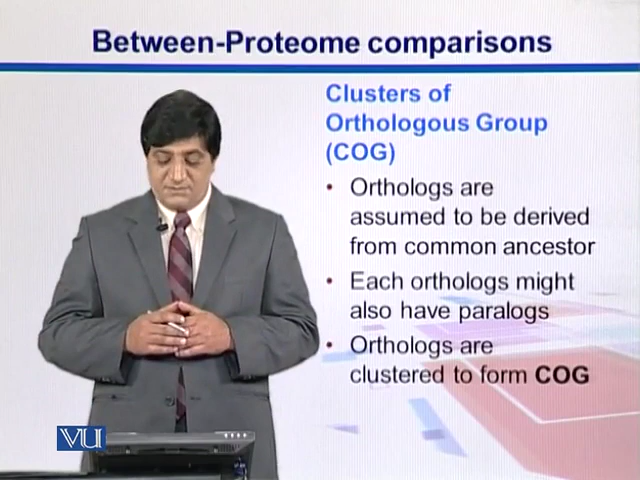 Between-Proteome comparisons
Clusters of
Orthologous Group
(COG)
• Orthologs are
assumed to be derived
from common ancestor
• Each orthologs might
also have paralogs
• Orthologs are
clustered to form COG
VU